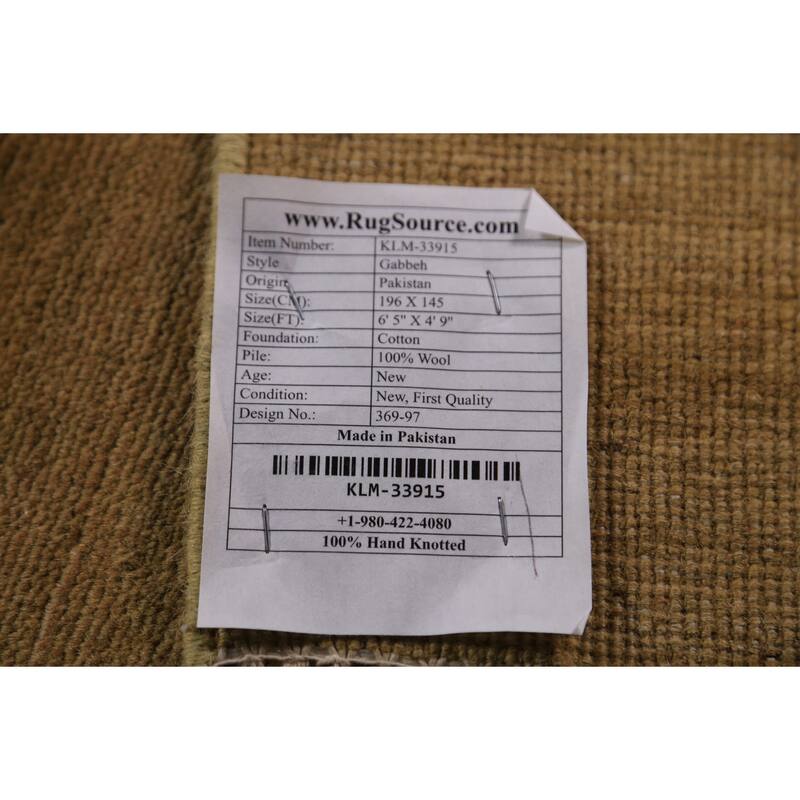 www.RugSource.com
Item Number: KLM-33915
Style Gabbeh
Origin Pakistan
Size(CM): 196 X 145
Size(FT): 6' 5" X 4' 9"
Foundation: Cotton
Pile: 100% Wool
Age: New
Condition: New, First Quality
Design No.: 369-97
Made in Pakistan
KLM-33915
+1-980-422-4080
100% Hand Knotted